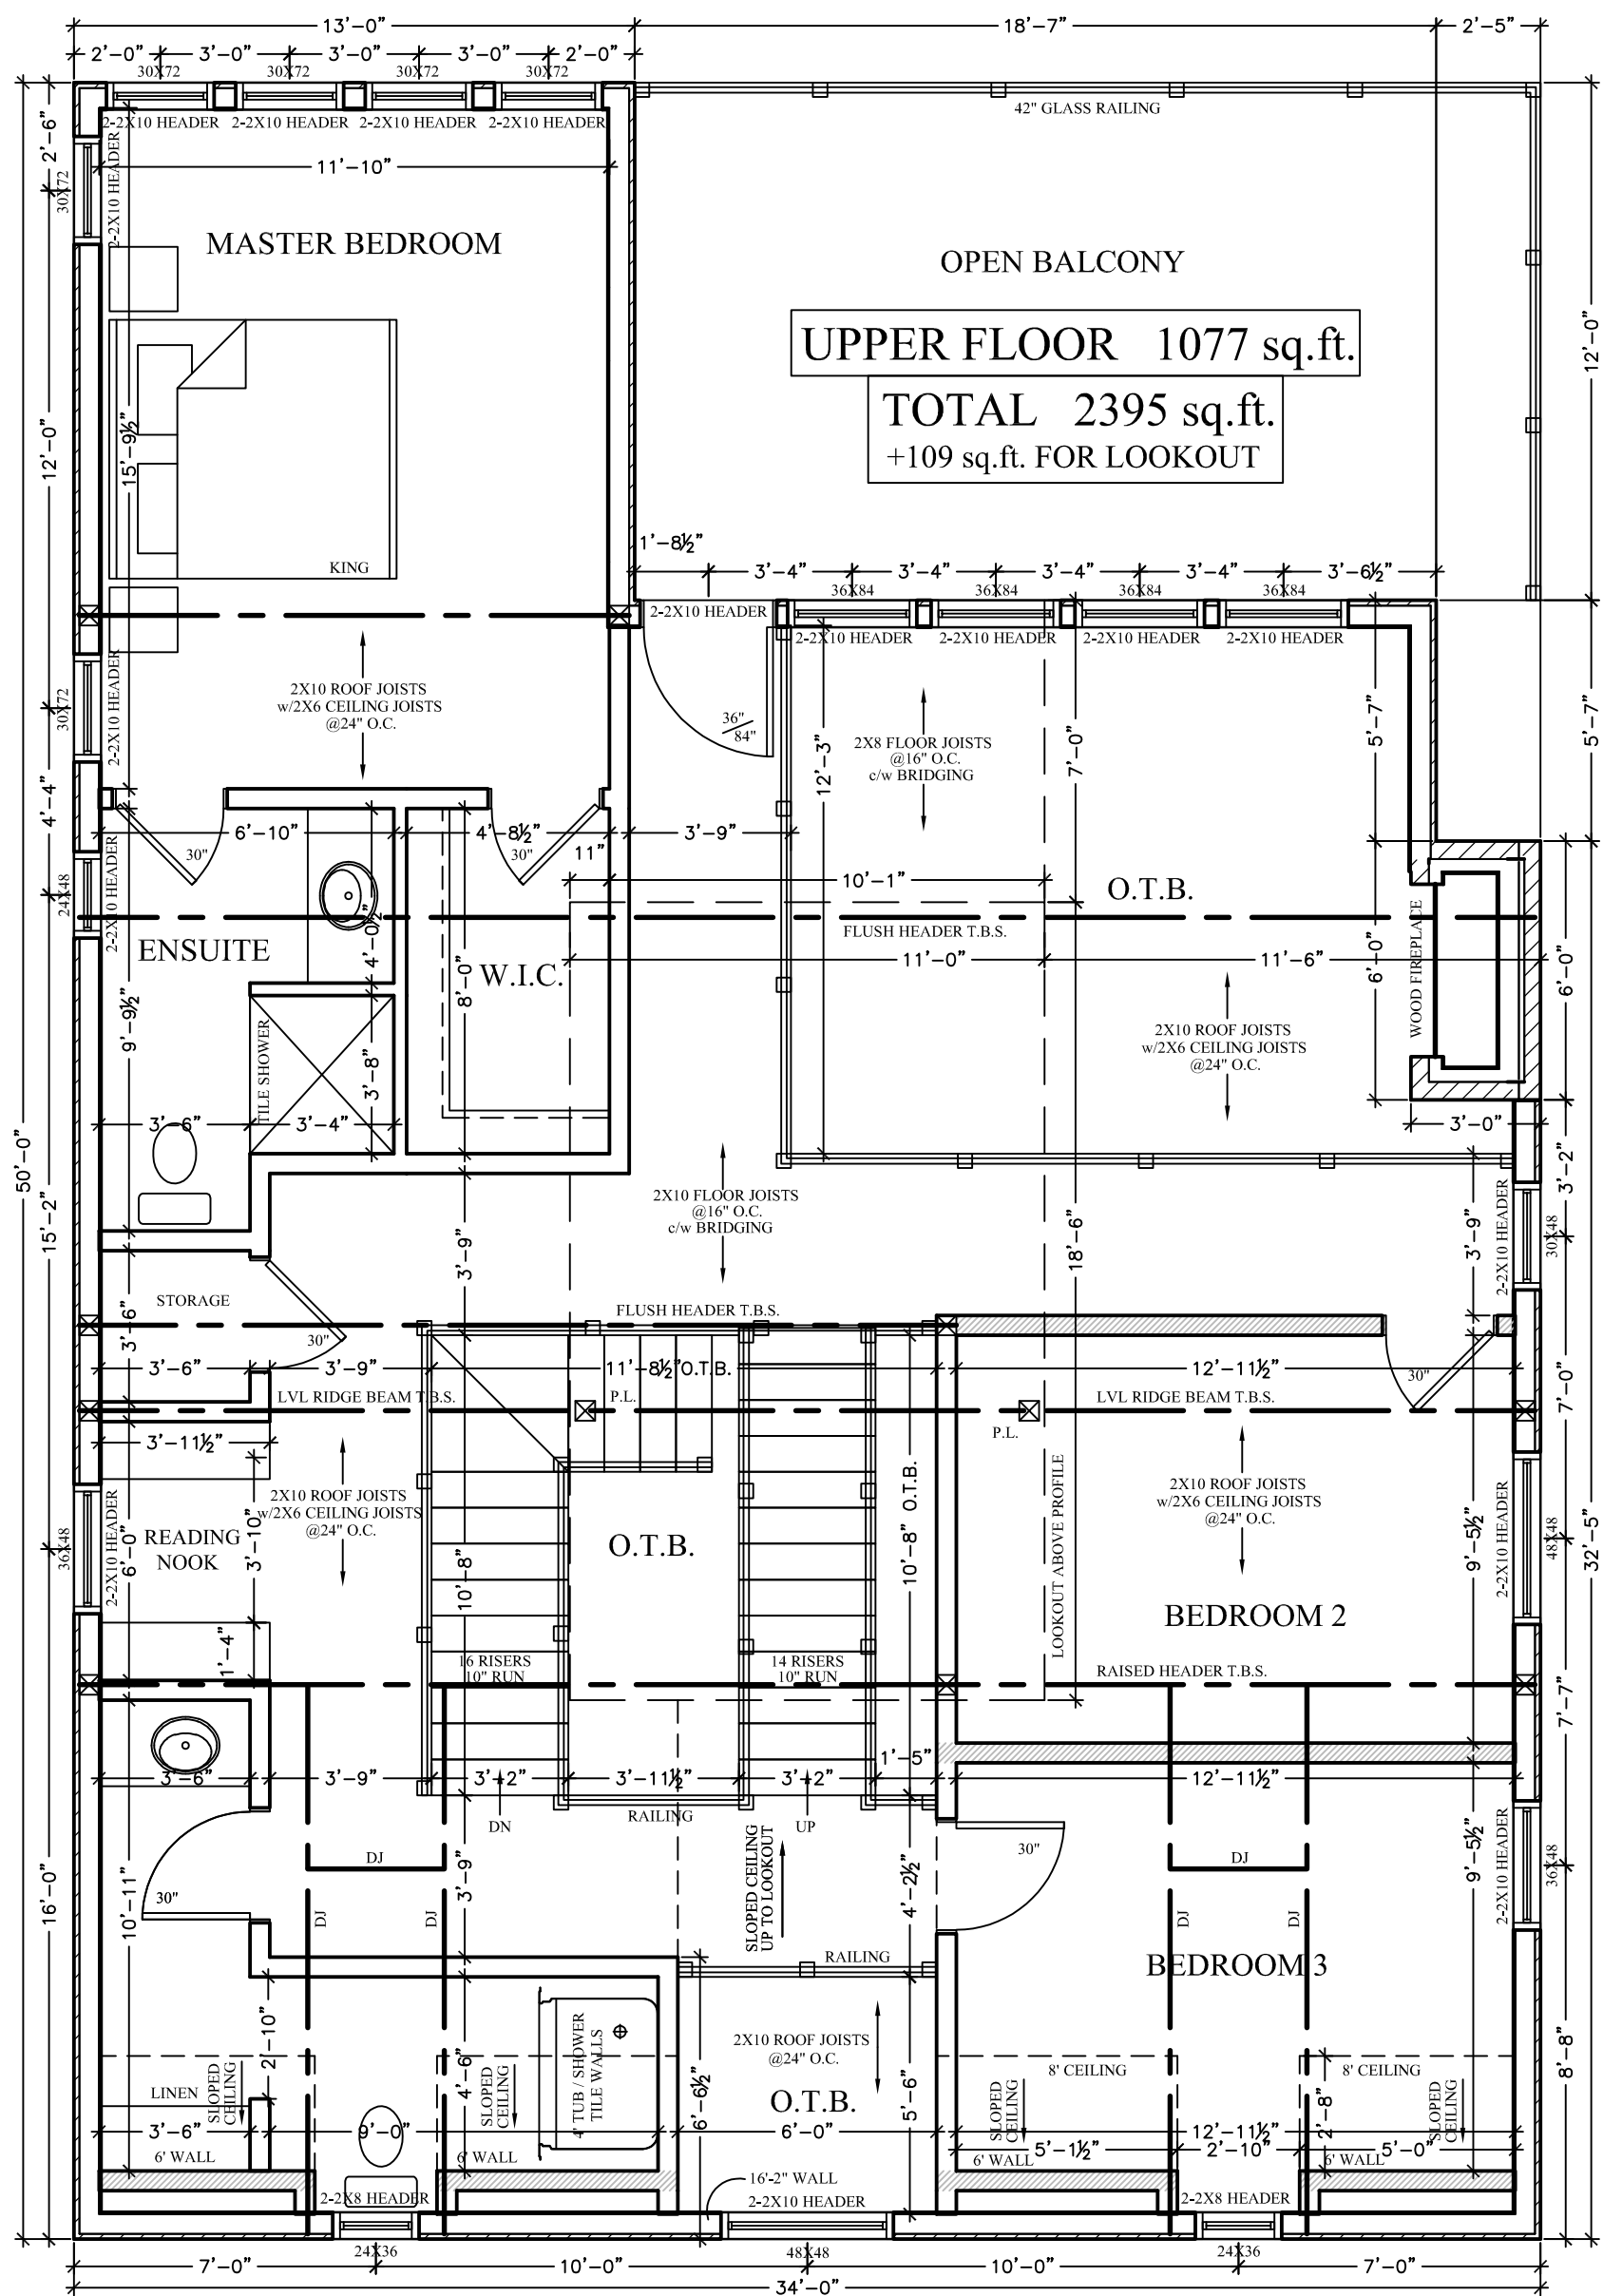 13'-0"
18'-7"
2'-5"
2'-0"
3'-0"
3'-0"
3'-0"
2'-0"
30X72
30X72
30X72
30X72
2-2X10 HEADER
2-2X10 HEADER
2-2X10 HEADER
2-2X10 HEADER
42" GLASS RAILING
2'-6"
30X72
2-2X10 HEADER
11'-10"
MASTER BEDROOM
OPEN BALCONY
UPPER FLOOR 1077 sq.ft.
TOTAL 2395 sq.ft.
+109 sq.ft. FOR LOOKOUT
12'-0"
12'-0"
15'-9½"
KING
1'-8½"
3'-4"
3'-4"
3'-4"
3'-4"
3'-6½"
36X84
36X84
36X84
36X84
2-2X10 HEADER
2-2X10 HEADER
2-2X10 HEADER
2-2X10 HEADER
2-2X10 HEADER
30X72
2-2X10 HEADER
2X10 ROOF JOISTS
w/2X6 CEILING JOISTS
@24" O.C.
36"
84"
2X8 FLOOR JOISTS
@16" O.C.
c/w BRIDGING
12'-3"
7'-0"
5'-7"
5'-7"
4'-4"
6'-10"
4'-8½"
3'-9"
30"
30"
11"
10'-1"
O.T.B.
24X48
2-2X10 HEADER
ENSUITE
4'-0½"
W.I.C.
8'-0"
FLUSH HEADER T.B.S.
11'-0"
11'-6"
6'-0"
WOOD FIREPLACE
6'-0"
9'-9½"
TILE SHOWER
3'-8"
2X10 ROOF JOISTS
w/2X6 CEILING JOISTS
@24" O.C.
3'-6"
3'-4"
3'-0"
50'-0"
15'-2"
2X10 FLOOR JOISTS
@16" O.C.
c/w BRIDGING
3'-9"
18'-6"
3'-9"
2-2X10 HEADER
30X48
3'-2"
STORAGE
3'-6"
30"
FLUSH HEADER T.B.S.
3'-6"
3'-9"
11'-8½" O.T.B.
12'-11½"
30"
LVL RIDGE BEAM T.B.S.
P.L.
LVL RIDGE BEAM T.B.S.
P.L.
7'-0"
3'-11½"
2X10 ROOF JOISTS
w/2X6 CEILING JOISTS
@24" O.C.
2X10 ROOF JOISTS
w/2X6 CEILING JOISTS
@24" O.C.
READING
NOOK
36X48
2-2X10 HEADER
6'-0"
3'-10"
O.T.B.
10'-8"
10'-8" O.T.B.
LOOKOUT ABOVE PROFILE
9'-5½"
2-2X10 HEADER
48X48
32'-5"
BEDROOM 2
1'-4"
16 RISERS
10" RUN
14 RISERS
10" RUN
RAISED HEADER T.B.S.
7'-7"
1'-5"
3'-6"
3'-9"
3'-2"
3'-11½"
3'-2"
12'-11½"
RAILING
DN
UP
30"
DJ
DJ
30"
16'-0"
10'-11"
DJ
DJ
3'-9"
SLOPED CEILING
UP TO LOOKOUT
4'-2½"
DJ
DJ
9'-5½"
2-2X10 HEADER
36X48
RAILING
BEDROOM 3
2'-10"
4'-6"
4' TUB / SHOWER
TILE WALLS
6'-6½"
2X10 ROOF JOISTS
@24" O.C.
8' CEILING
8' CEILING
8'-8"
LINEN
SLOPED
CEILING
SLOPED
CEILING
O.T.B.
5'-6"
SLOPED
CEILING
2'-8"
SLOPED
CEILING
3'-6"
9'-0"
6'-0"
12'-11½"
5'-1½"
2'-10"
5'-0"
6' WALL
6' WALL
6' WALL
6' WALL
16'-2" WALL
2-2X8 HEADER
2-2X10 HEADER
2-2X8 HEADER
24X36
48X48
24X36
7'-0"
10'-0"
10'-0"
7'-0"
34'-0"